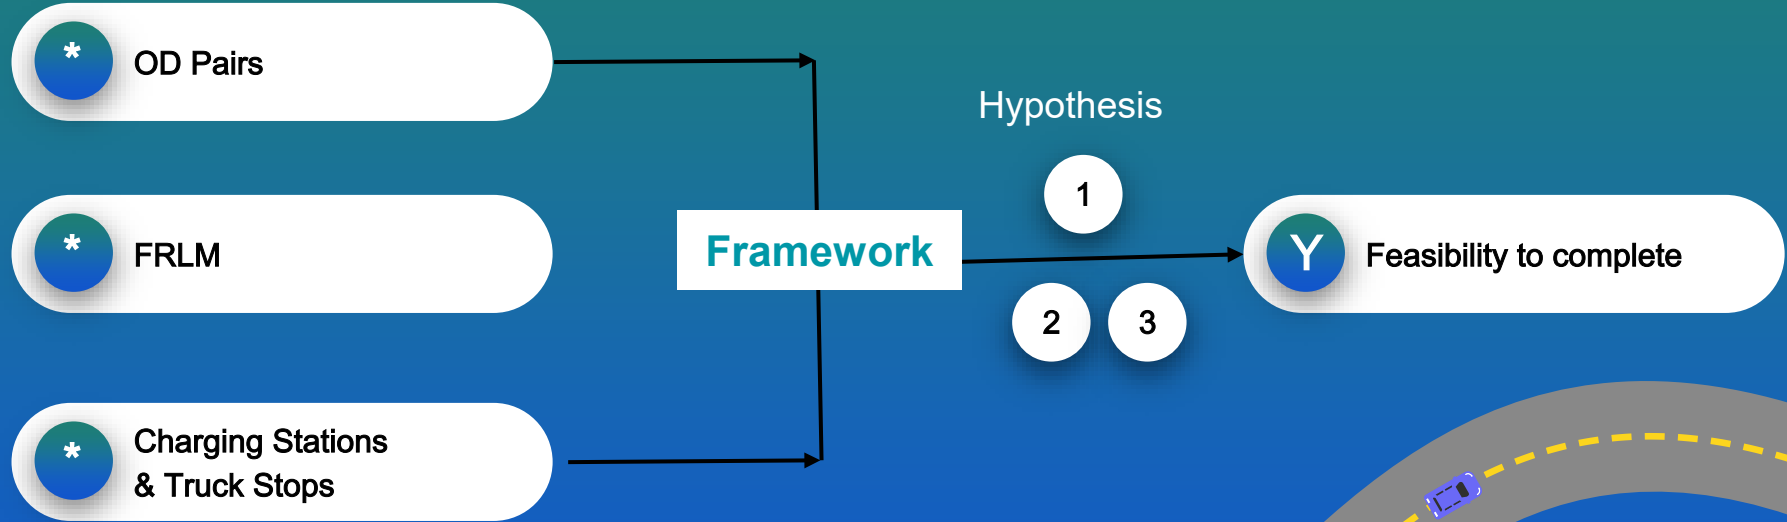 * OD Pairs
Hypothesis
1
* FRLM
Framework
Y Feasibility to complete
2 3
* Charging Stations
& Truck Stops